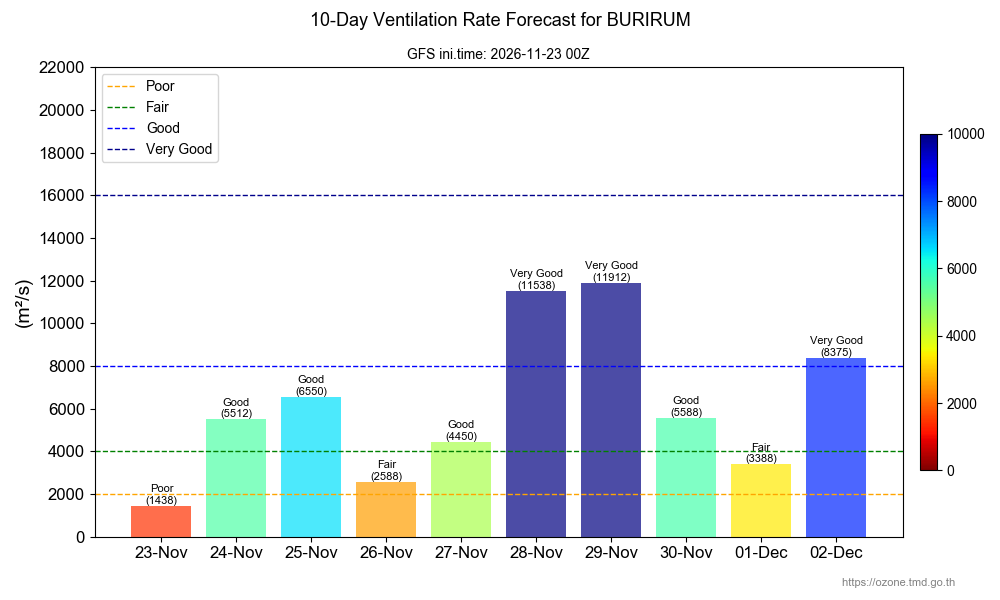 10-Day Ventilation Rate Forecast for BURIRUM
GFS ini.time: 2026-11-23 00Z
(m²/s)
22000
20000
18000
16000
14000
12000
10000
8000
6000
4000
2000
0
Poor
Fair
Good
Very Good
Poor
(1438)
Good
(5512)
Good
(6550)
Fair
(2588)
Good
(4450)
Very Good
(11538)
Very Good
(11912)
Good
(5588)
Fair
(3388)
Very Good
(8375)
23-Nov 24-Nov 25-Nov 26-Nov 27-Nov 28-Nov 29-Nov 30-Nov 01-Dec 02-Dec
10000
8000
6000
4000
2000
0
https://ozone.tmd.go.th